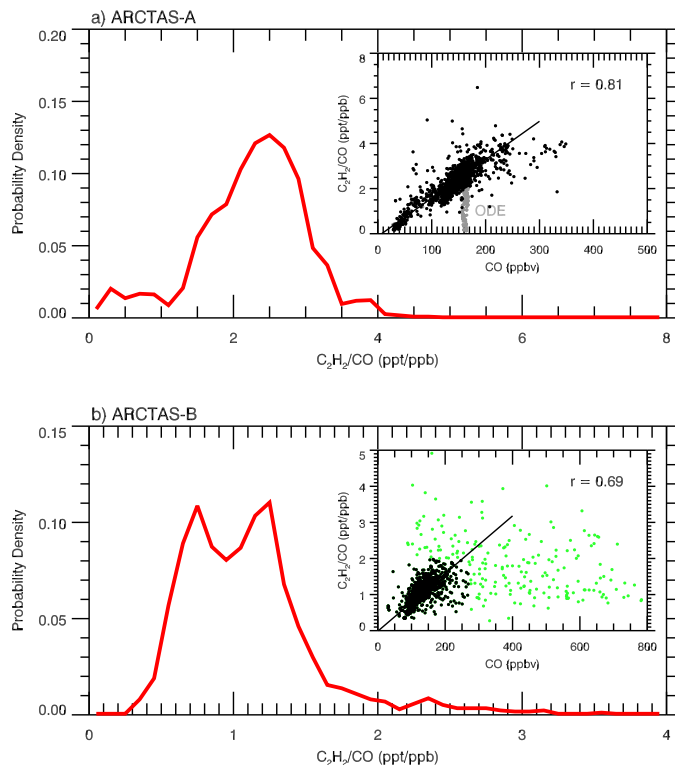 a) ARCTAS-A
0.20
0.15
0.10
0.05
0.00
Probability Density
0 2 4 6 8
C₂H₂/CO (ppt/ppb)
8
6
4
2
0
C₂H₂/CO (ppt/ppb)
r = 0.81
ODE
0 100 200 300 400 500
CO (ppbv)
b) ARCTAS-B
0.15
0.10
0.05
0.00
Probability Density
0 1 2 3 4
C₂H₂/CO (ppt/ppb)
5
4
3
2
1
0
C₂H₂/CO (ppt/ppb)
r = 0.69
0 200 400 600 800
CO (ppbv)